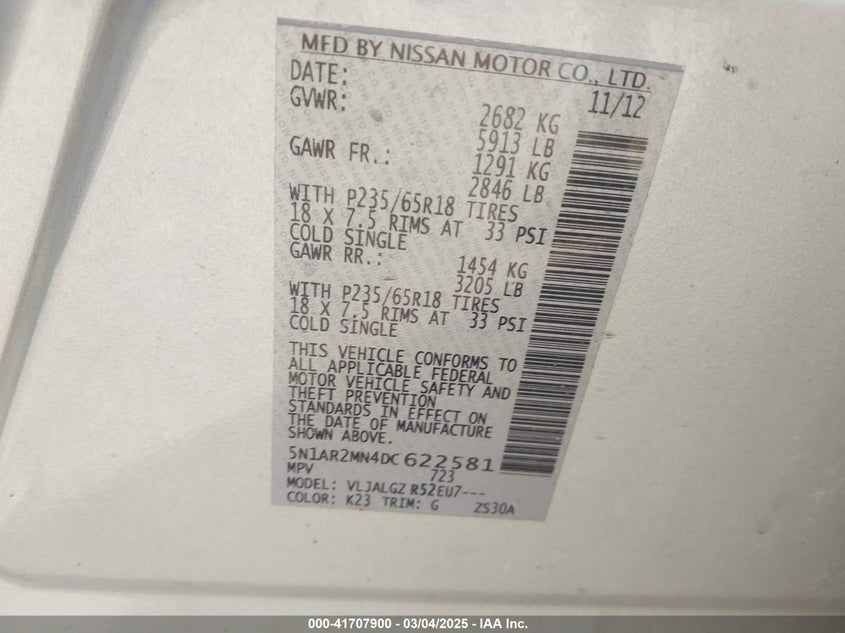 MFD BY NISSAN MOTOR CO., LTD.
DATE: 11/12
GVWR: 2682 KG
5913 LB
GAWR FR.: 1291 KG
2846 LB
WITH P235/65R18 TIRES
18 X 7.5 RIMS AT 33 PSI
COLD SINGLE
GAWR RR.: 1454 KG
3205 LB
WITH P235/65R18 TIRES
18 X 7.5 RIMS AT 33 PSI
COLD SINGLE
THIS VEHICLE CONFORMS TO
ALL APPLICABLE FEDERAL
MOTOR VEHICLE SAFETY AND
THEFT PREVENTION
STANDARDS IN EFFECT ON
THE DATE OF MANUFACTURE
SHOWN ABOVE.
5N1AR2MN4DC622581
MPV 723
MODEL: VLJALGZ R52EU7---
COLOR: K23 TRIM: G ZS30A
000-41707900 - 03/04/2025 - IAA Inc.